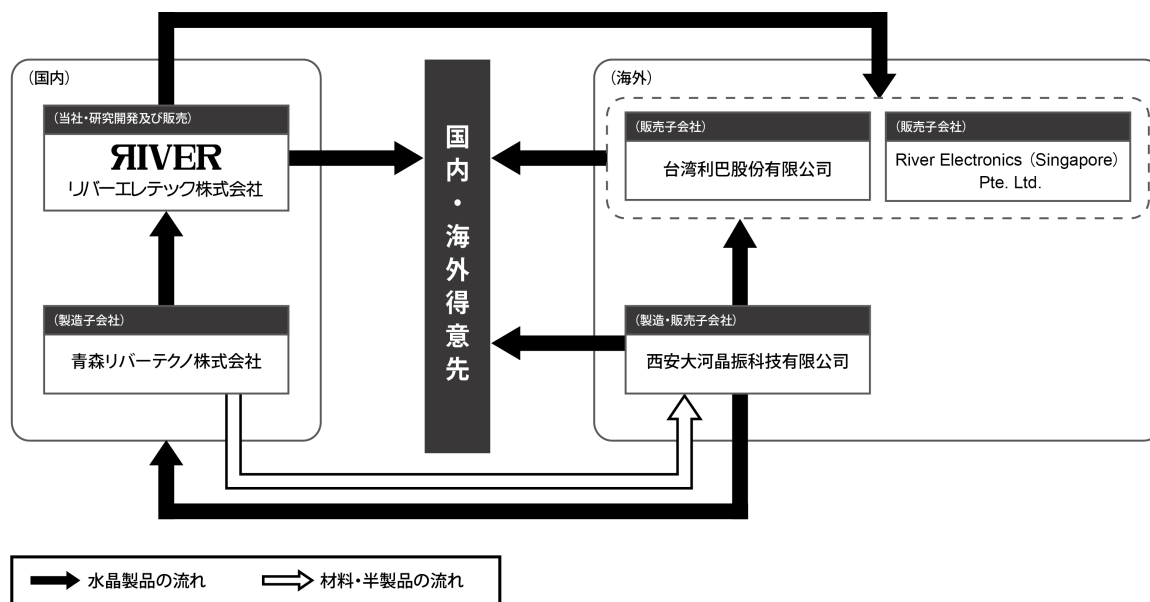 （国内）
（当社・研究開発及び販売）
RIVER
リバーエレテック株式会社
（製造子会社）
青森リバーテクノ株式会社
国内・海外得意先
（海外）
（販売子会社）
台湾利巴股份有限公司
（販売子会社）
River Electronics（Singapore）
Pte. Ltd.
（製造・販売子会社）
西安大河晶振科技有限公司
水晶製品の流れ
材料・半製品の流れ